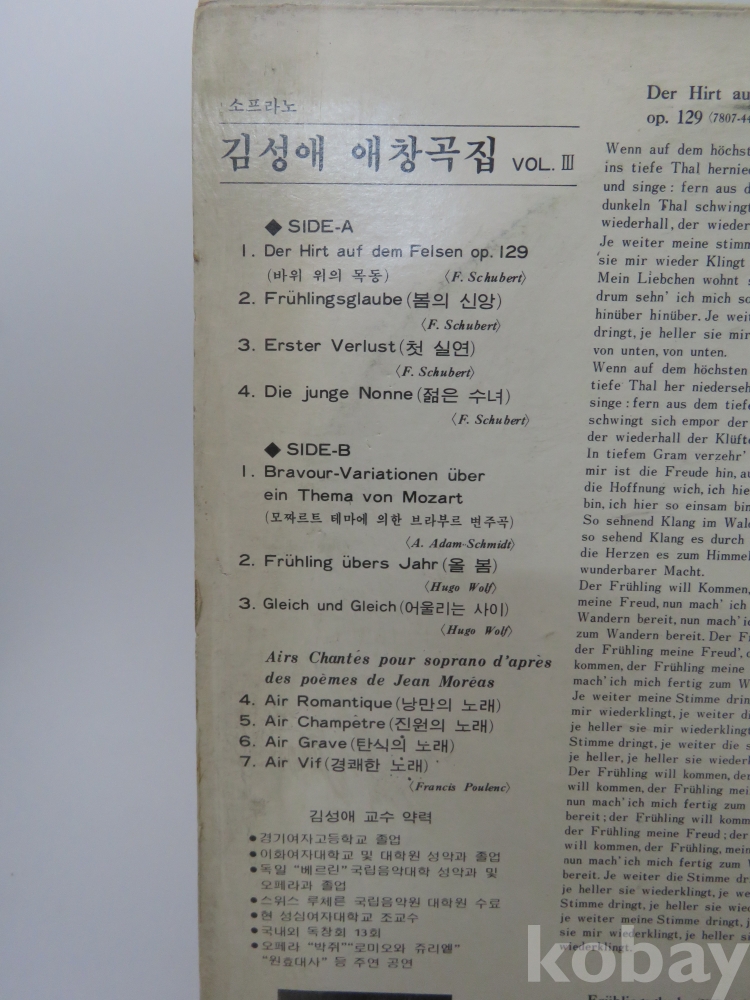 소프라노
김성애 애창곡집 VOL. Ⅲ
◆ SIDE-A
1. Der Hirt auf dem Felsen op. 129
(바위 위의 목동) 〈F. Schubert〉
2. Frühlingsglaube(봄의 신앙)
〈F. Schubert〉
3. Erster Verlust(첫 실연)
〈F. Schubert〉
4. Die junge Nonne(젊은 수녀)
〈F. Schubert〉
◆ SIDE-B
1. Bravour-Variationen über
ein Thema von Mozart
(모짜르트 테마에 의한 브라부르 변주곡)
〈A. Adam-Schmidt〉
2. Frühling übers Jahr(올 봄)
〈Hugo Wolf〉
3. Gleich und Gleich(어울리는 사이)
〈Hugo Wolf〉
Airs Chantés pour soprano d'après
des poèmes de Jean Moréas
4. Air Romantique(낭만의 노래)
5. Air Champêtre(진원의 노래)
6. Air Grave(탄식의 노래)
7. Air Vif(경쾌한 노래)
〈Francis Poulenc〉
김성애 교수 약력
● 경기여자고등학교 졸업
● 이화여자대학교 및 대학원 성악과 졸업
● 독일 "베르린" 국립음악대학 성악과 및
오페라과 졸업
● 스위스 루체른 국립음악원 대학원 수료
● 현 성심여자대학교 조교수
● 국내외 독창회 13회
● 오페라 "박쥐" "로미오와 쥬리엩"
"원효대사" 등 주연 공연
Der Hirt au
op. 129
Wenn auf dem höchst
ins tiefe Thal hernied
und singe : fern aus d
dunkeln Thal schwingt
wiederhall, der wieder
Je weiter meine stimm
sie mir wieder Klingt
Mein Liebchen wohnt
drum sehn' ich mich so
hinüber hinüber. Je weit
dringt, je heller sie mir
von unten, von unten.
Wenn auf dem höchsten
tiefe Thal her niederseh
singe : fern aus dem tiefe
schwingt sich empor der
der wiederhall der Klüfte
In tiefem Gram verzehr'
mir ist die Freude hin, au
die Hoffnung wich, ich hie
bin, ich hier so einsam bin
So sehnend Klang im Wald
so sehend Klang es durch
die Herzen es zum Himmel
wunderbarer Macht.
Der Frühling will Kommen,
meine Freud, nun mach' ich
Wandern bereit, nun mach' ic
zum Wandern bereit. Der Fr
der Frühling meine Freud', d
kommen, der Frühling meine
mach' ich mich fertig zum W
Je weiter meine Stimme drin
mir wiederklingt, je weiter di
je heller sie mir wiederklingt
Stimme dringt, je weiter die s
je heller, je heller sie wiederkl
Der Frühling will kommen, der
will kommen, der Frühling mei
nun mach' ich mich fertig zum
bereit ; der Frühling will komm
der Frühling meine Freud ; der
will kommen, der Frühling, mein
nun mach' ich mich fertig zum W
bereit. Je weiter die Stimme drin
je heller sie wiederklingt, je we
Stimme dringt, je heller sie wied
je weiter meine Stimme dringt, j
sie mir wiederklingt, je heller si
wiederklingt.
kobay